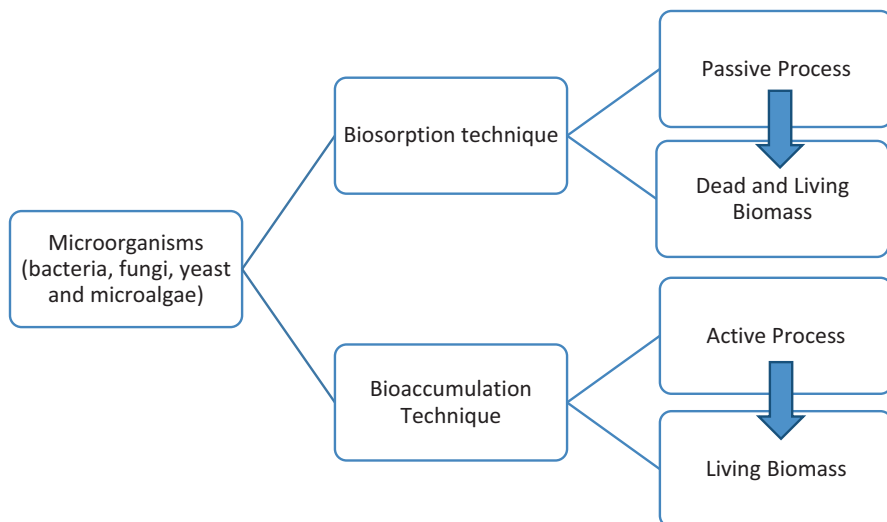 Microorganisms
(bacteria, fungi, yeast
and microalgae)
Biosorption technique
Passive Process
Dead and Living
Biomass
Bioaccumulation
Technique
Active Process
Living Biomass